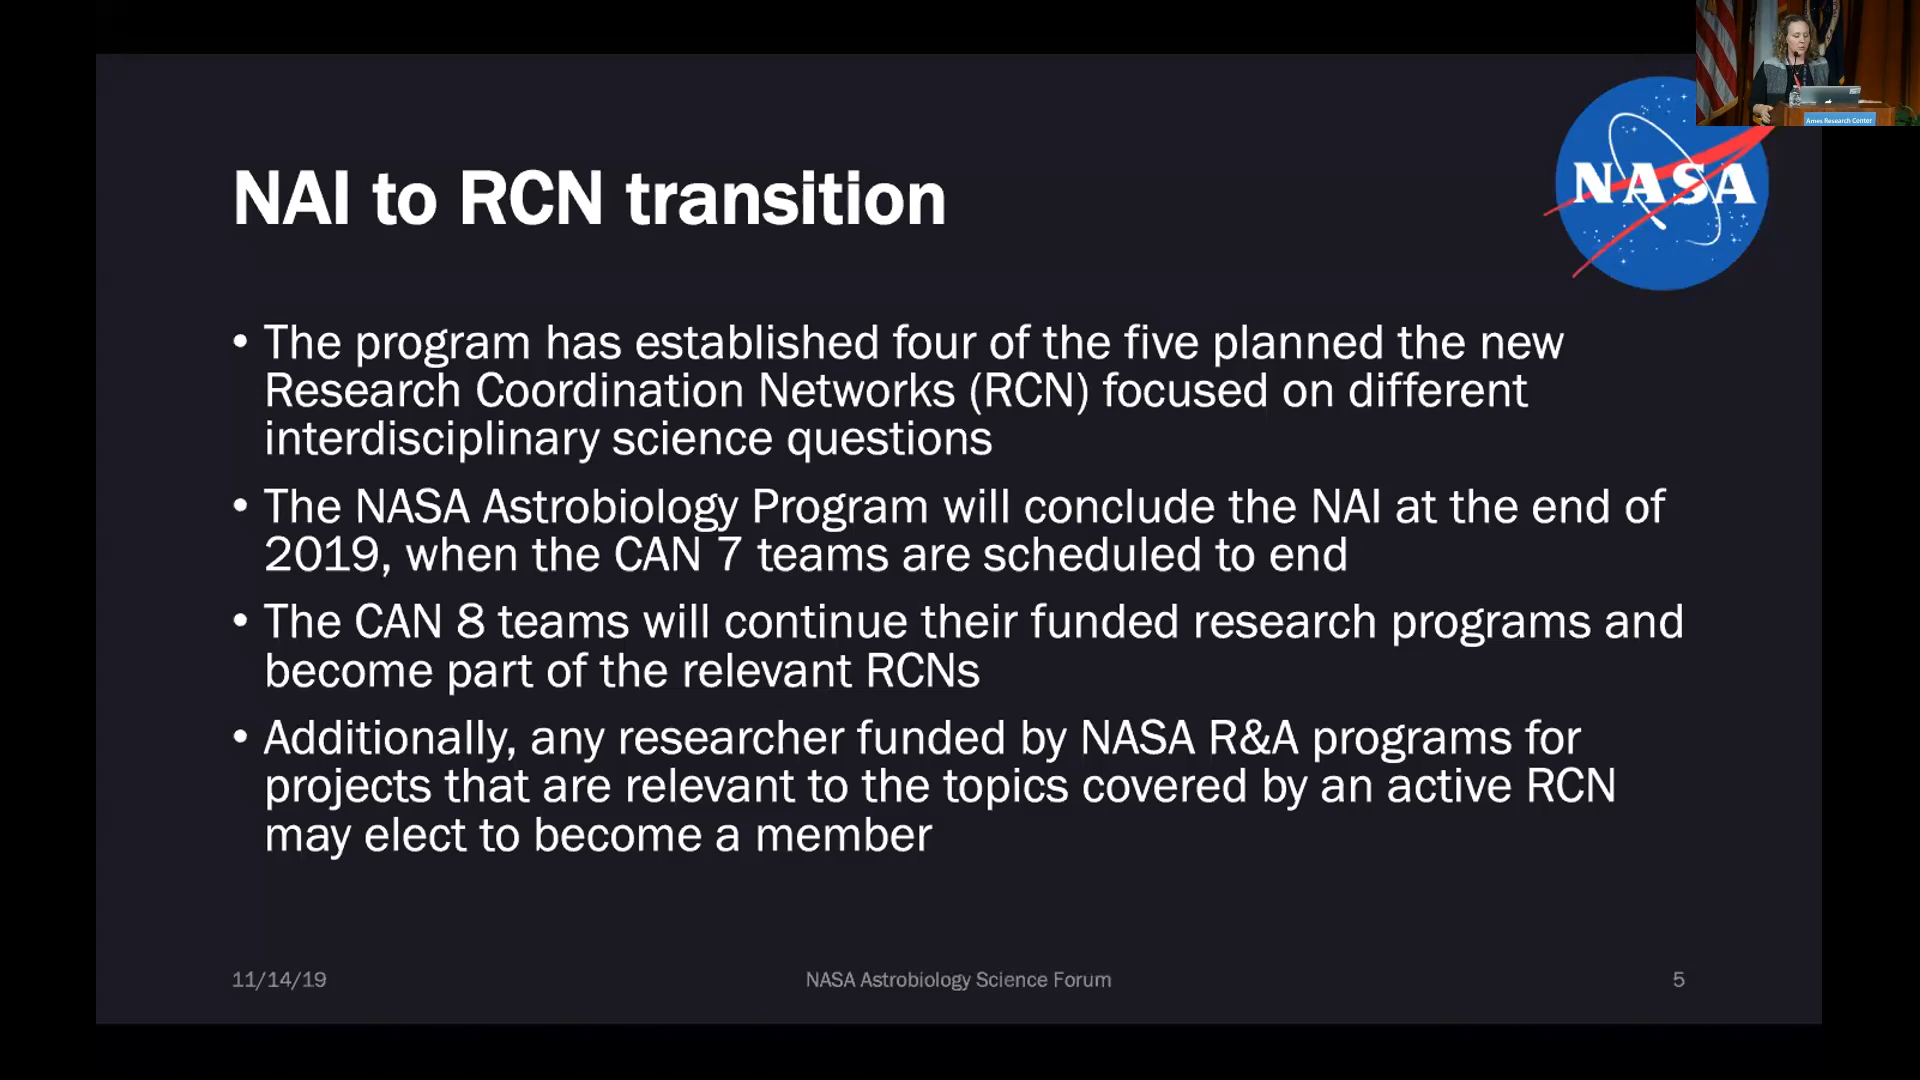 Ames Research Center
NASA
NAI to RCN transition
• The program has established four of the five planned the new
Research Coordination Networks (RCN) focused on different
interdisciplinary science questions
• The NASA Astrobiology Program will conclude the NAI at the end of
2019, when the CAN 7 teams are scheduled to end
• The CAN 8 teams will continue their funded research programs and
become part of the relevant RCNs
• Additionally, any researcher funded by NASA R&A programs for
projects that are relevant to the topics covered by an active RCN
may elect to become a member
11/14/19
NASA Astrobiology Science Forum
5